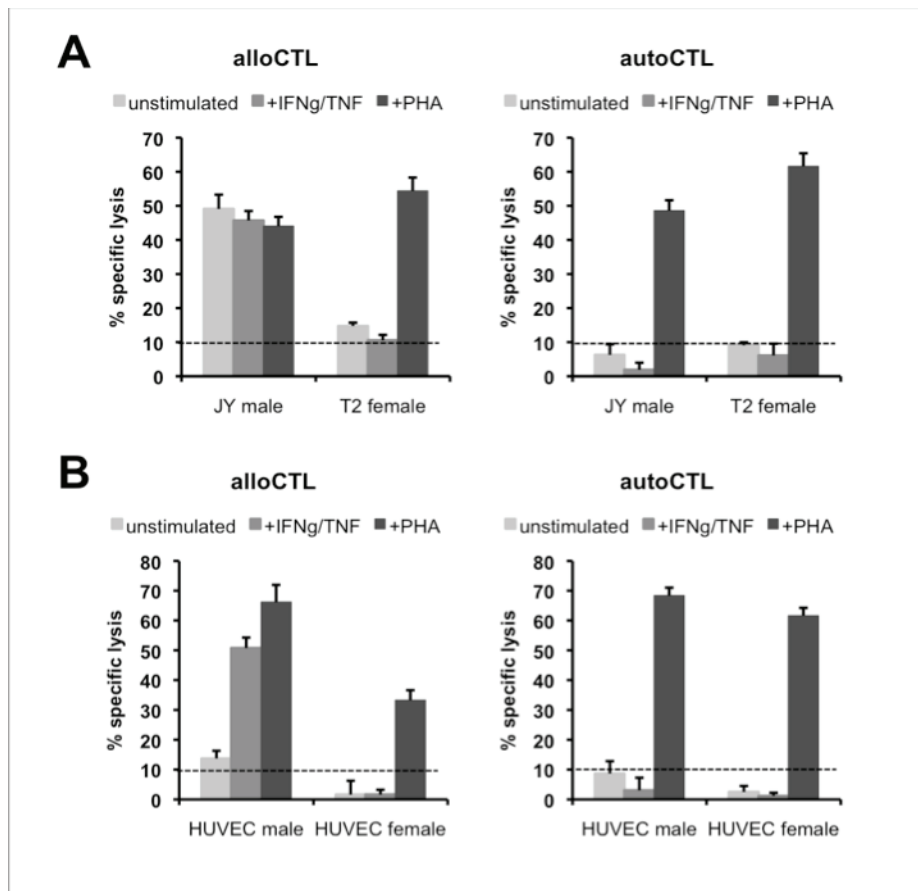 A
alloCTL
unstimulated +IFNg/TNF +PHA
% specific lysis
70
60
50
40
30
20
10
0
JY male T2 female
autoCTL
unstimulated +IFNg/TNF +PHA
% specific lysis
70
60
50
40
30
20
10
0
JY male T2 female
B
alloCTL
unstimulated +IFNg/TNF +PHA
% specific lysis
80
70
60
50
40
30
20
10
0
HUVEC male HUVEC female
autoCTL
unstimulated +IFNg/TNF +PHA
% specific lysis
80
70
60
50
40
30
20
10
0
HUVEC male HUVEC female